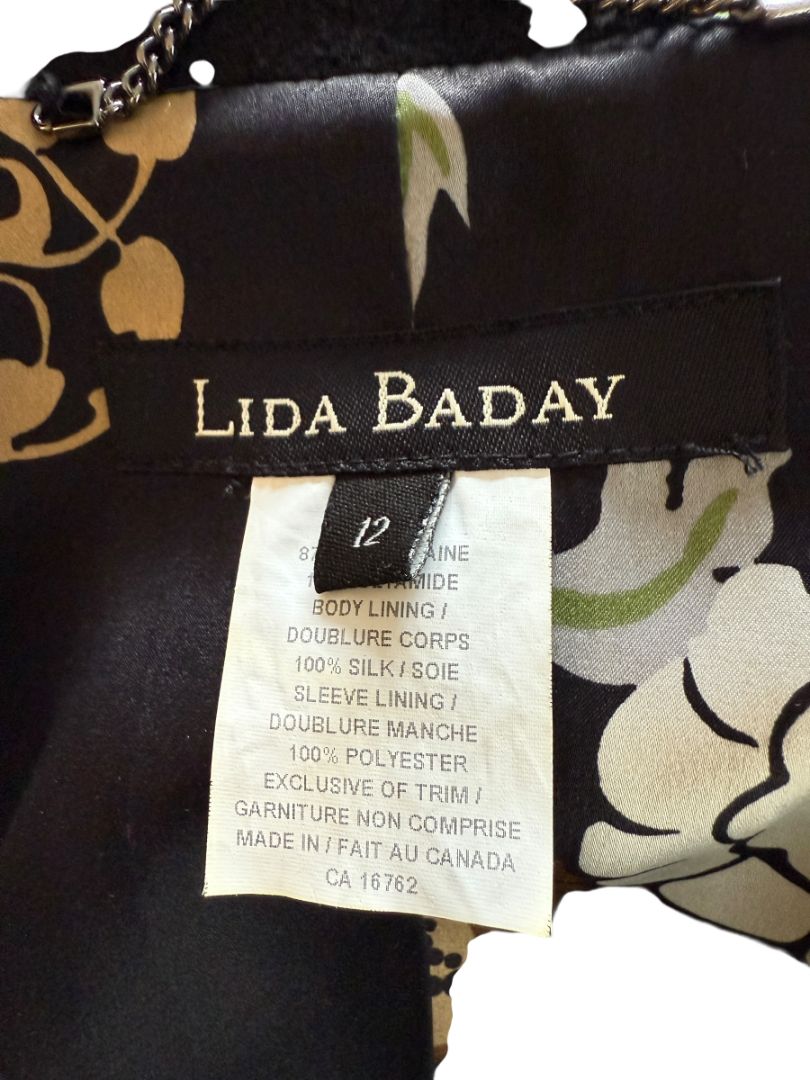 LIDA BADAY
12
BODY LINING /
DOUBLURE CORPS
100% SILK / SOIE
SLEEVE LINING /
DOUBLURE MANCHE
100% POLYESTER
EXCLUSIVE OF TRIM /
GARNITURE NON COMPRISE
MADE IN / FAIT AU CANADA
CA 16762